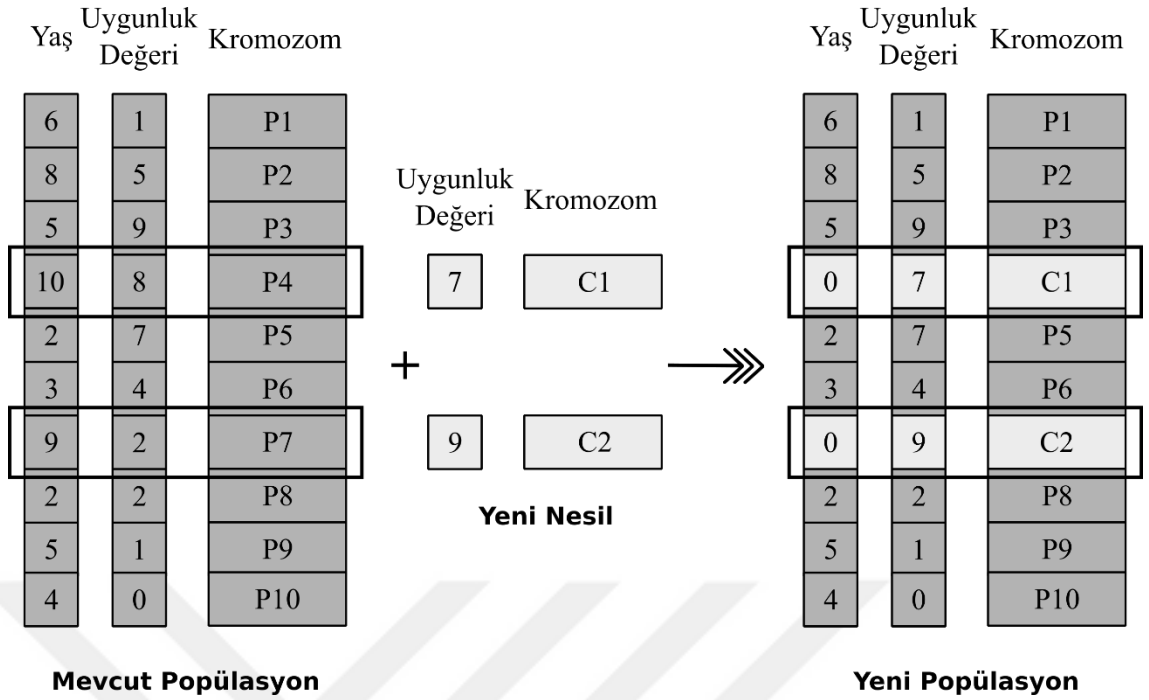 Yaş Uygunluk Değeri Kromozom
6 1 P1
8 5 P2
5 9 P3
10 8 P4
2 7 P5
3 4 P6
9 2 P7
2 2 P8
5 1 P9
4 0 P10
Mevcut Popülasyon
+
Uygunluk Değeri Kromozom
7 C1
9 C2
Yeni Nesil
Yaş Uygunluk Değeri Kromozom
6 1 P1
8 5 P2
5 9 P3
0 7 C1
2 7 P5
3 4 P6
0 9 C2
2 2 P8
5 1 P9
4 0 P10
Yeni Popülasyon